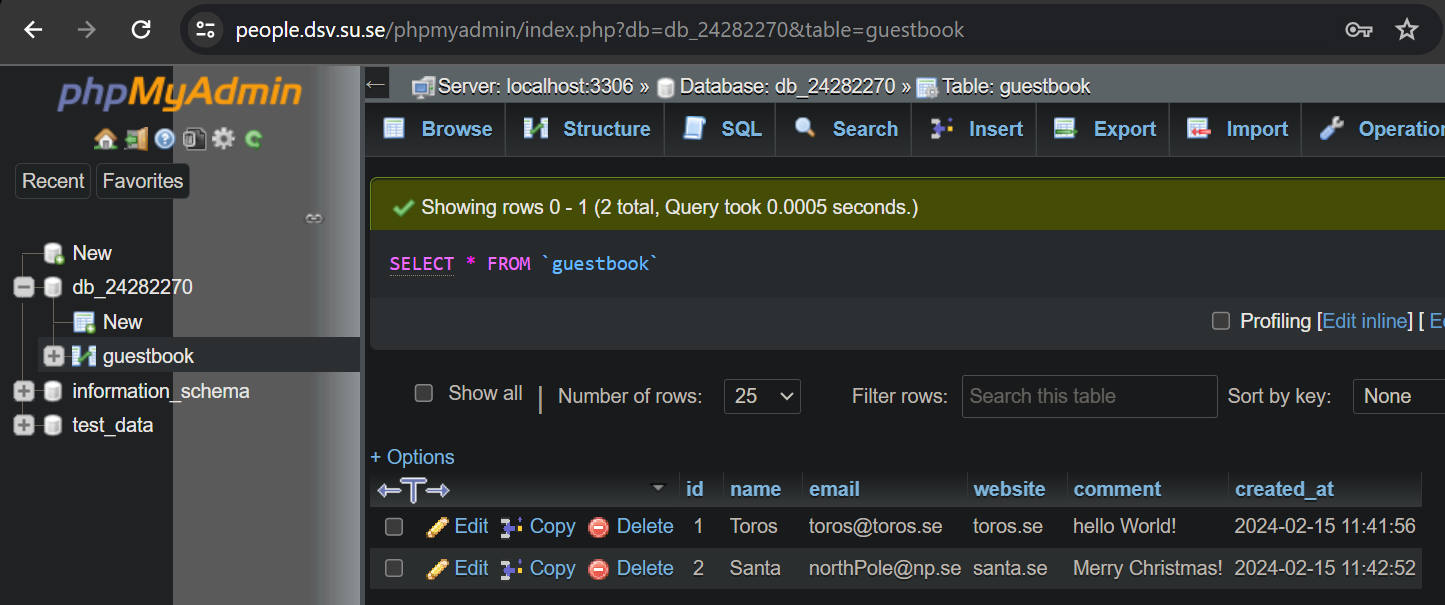 people.dsv.su.se/phpmyadmin/index.php?db=db_24282270&table=guestbook
phpMyAdmin
Recent Favorites
New
db_24282270
New
guestbook
information_schema
test_data
Server: localhost:3306 » Database: db_24282270 » Table: guestbook
Browse Structure SQL Search Insert Export Import Operation
Showing rows 0 - 1 (2 total, Query took 0.0005 seconds.)
SELECT * FROM `guestbook`
Profiling [Edit inline] [ E
Show all | Number of rows: 25 Filter rows: Search this table Sort by key: None
+ Options
id name email website comment created_at
Edit Copy Delete 1 Toros toros@toros.se toros.se hello World! 2024-02-15 11:41:56
Edit Copy Delete 2 Santa northPole@np.se santa.se Merry Christmas! 2024-02-15 11:42:52